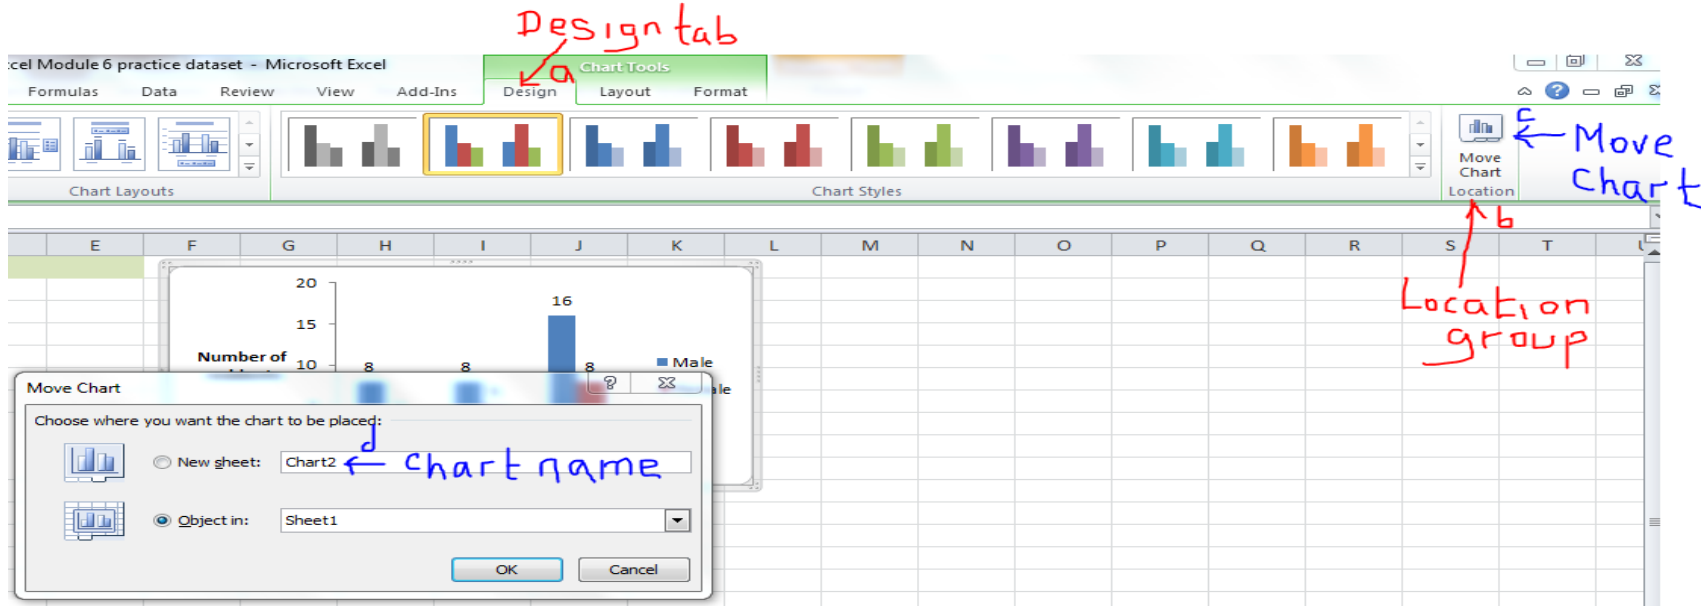 Design tab
a
cel Module 6 practice dataset - Microsoft Excel
Chart Tools
Formulas Data Review View Add-Ins Design Layout Format
c
Move Chart
Move
Chart
Chart Layouts
Chart Styles
Location
b
E F G H I J K L M N O P Q R S T U
Location
group
20
16
15
Number of
10
8 8 8
Male
ale
Move Chart
Choose where you want the chart to be placed:
d
New sheet: Chart2
Chart name
Object in: Sheet1
OK Cancel